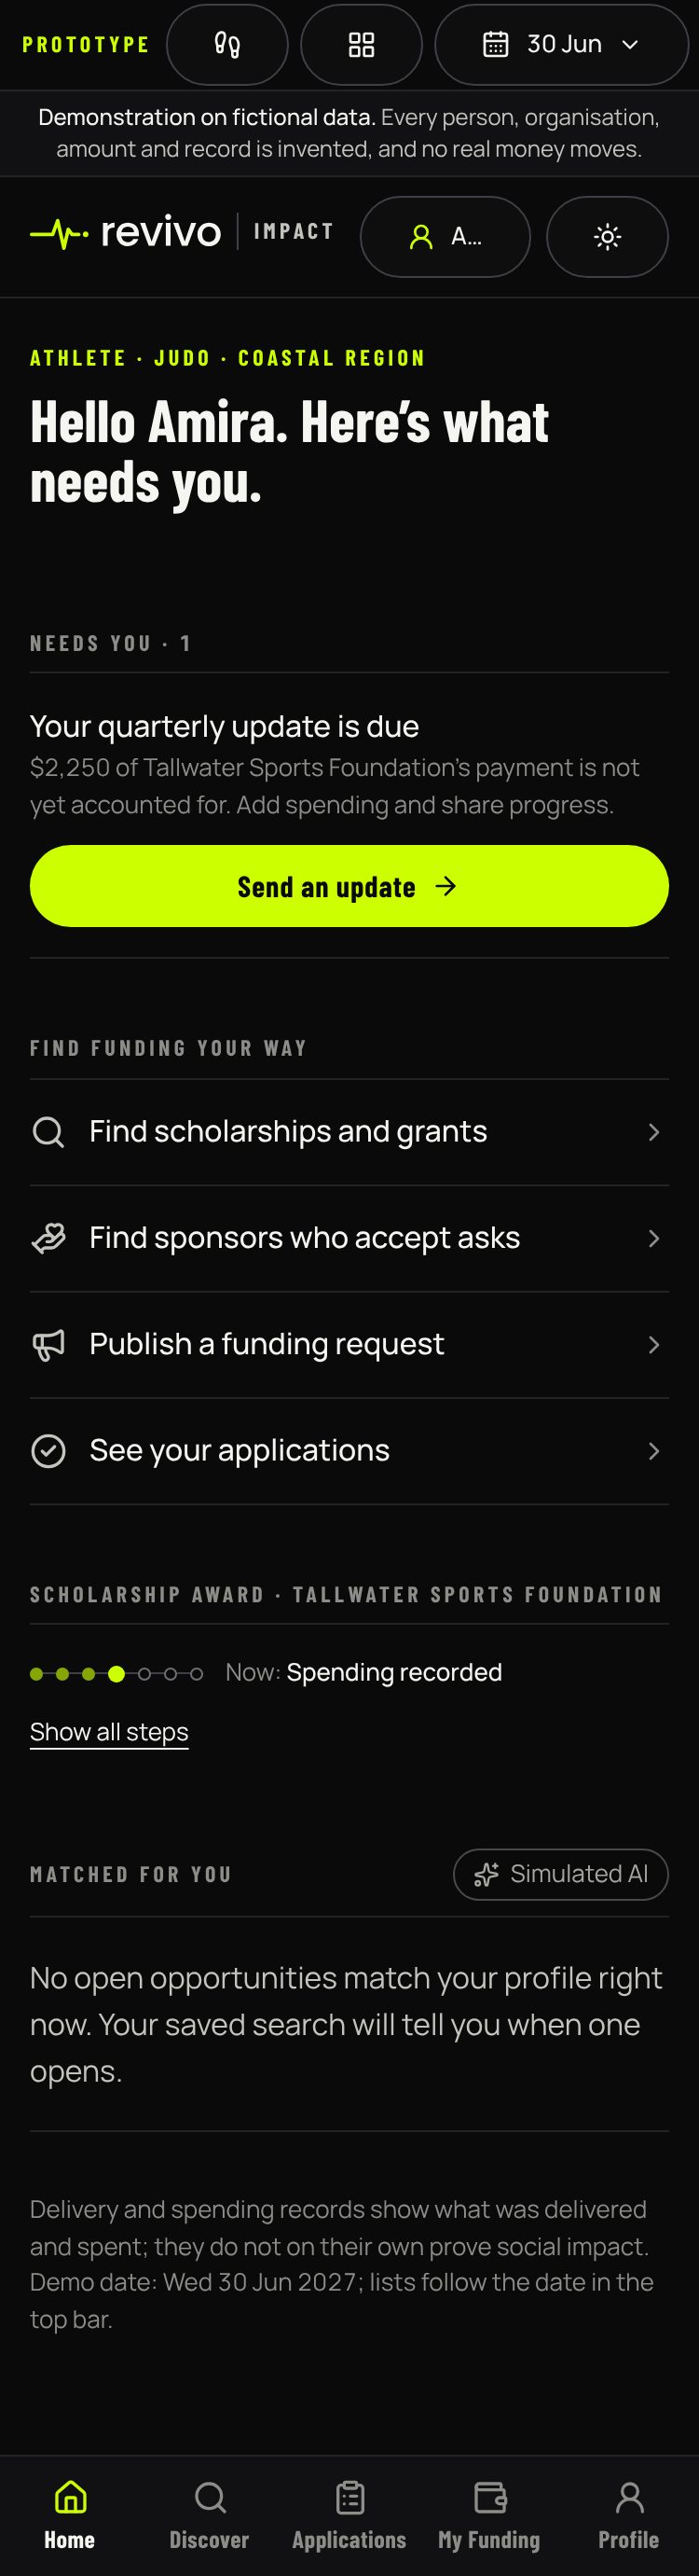 PROTOTYPE
30 Jun
Demonstration on fictional data. Every person, organisation,
amount and record is invented, and no real money moves.
revivo IMPACT
A...
ATHLETE · JUDO · COASTAL REGION
Hello Amira. Here’s what
needs you.
NEEDS YOU · 1
Your quarterly update is due
$2,250 of Tallwater Sports Foundation’s payment is not
yet accounted for. Add spending and share progress.
Send an update
FIND FUNDING YOUR WAY
Find scholarships and grants
Find sponsors who accept asks
Publish a funding request
See your applications
SCHOLARSHIP AWARD · TALLWATER SPORTS FOUNDATION
Now: Spending recorded
Show all steps
MATCHED FOR YOU
Simulated AI
No open opportunities match your profile right
now. Your saved search will tell you when one
opens.
Delivery and spending records show what was delivered
and spent; they do not on their own prove social impact.
Demo date: Wed 30 Jun 2027; lists follow the date in the
top bar.
Home
Discover
Applications
My Funding
Profile